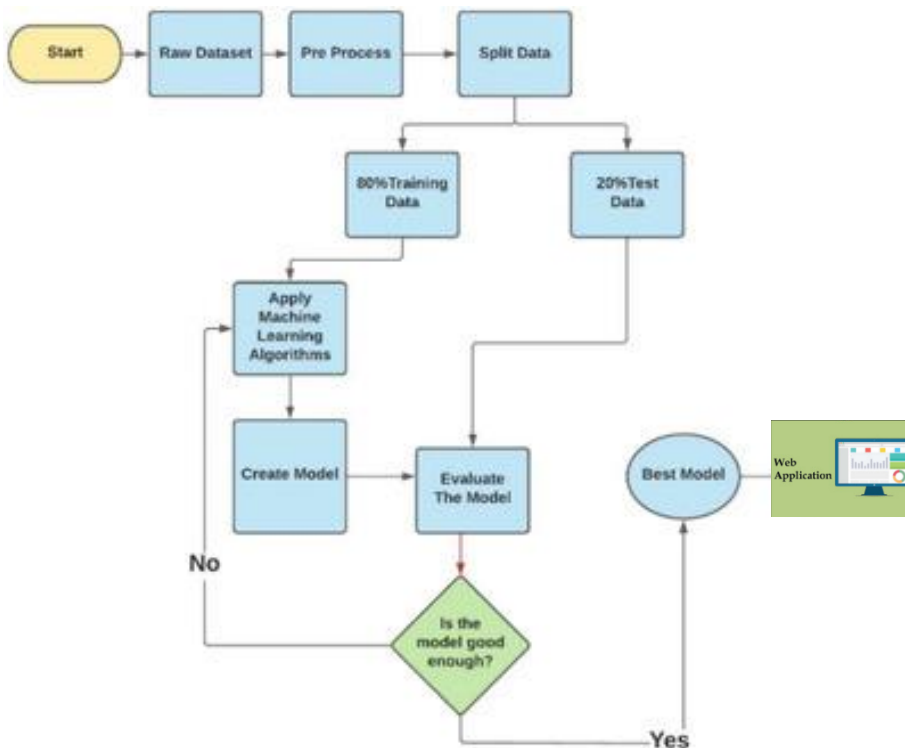 Start
Raw Dataset
Pre Process
Split Data
80%Training
Data
20%Test
Data
Apply
Machine
Learning
Algorithms
Create Model
Evaluate
The Model
Best Model
Web
Application
No
Is the
model good
enough?
Yes